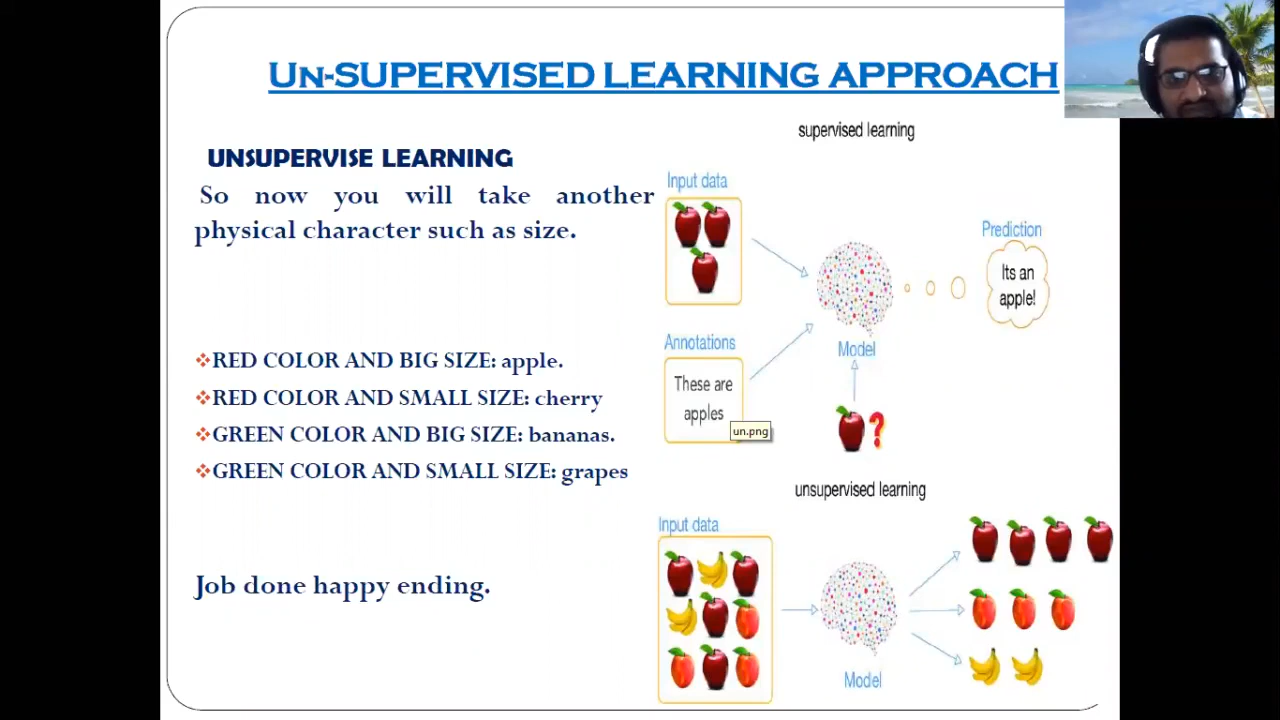 Un-SUPERVISED LEARNING APPROACH
UNSUPERVISE LEARNING
So now you will take another
physical character such as size.
❖RED COLOR AND BIG SIZE: apple.
❖RED COLOR AND SMALL SIZE: cherry
❖GREEN COLOR AND BIG SIZE: bananas.
❖GREEN COLOR AND SMALL SIZE: grapes
Job done happy ending.
supervised learning
Input data
Prediction
Its an
apple!
Annotations
Model
These are
apples
un.png
?
unsupervised learning
Input data
Model